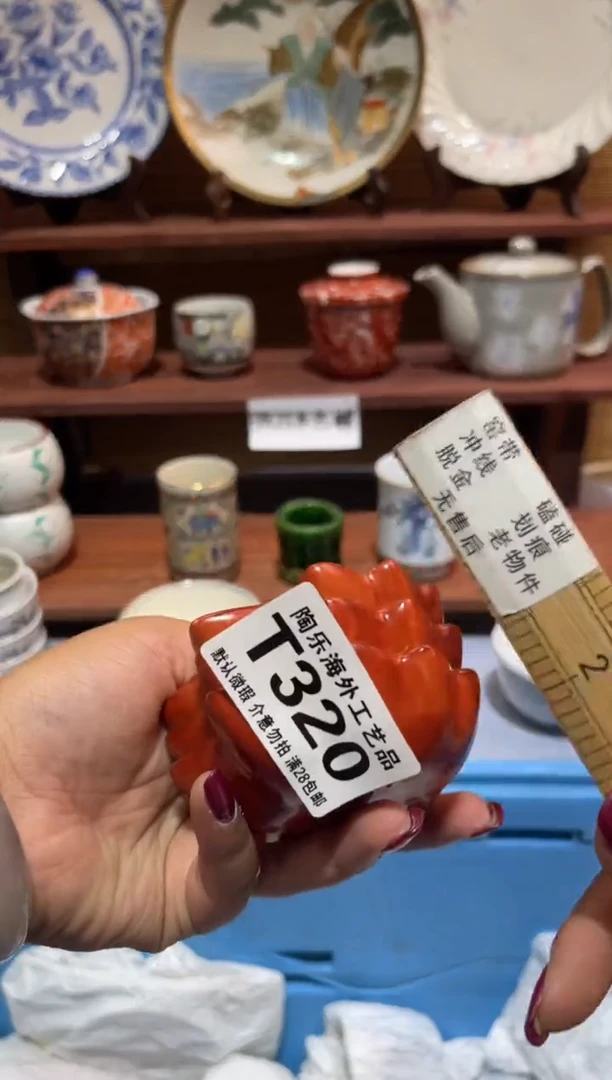 窑带 磕碰
冲线 划痕
脱金 老物件
无售后
2
陶乐海外工艺品
T320
默认微瑕 介意勿拍 满28包邮